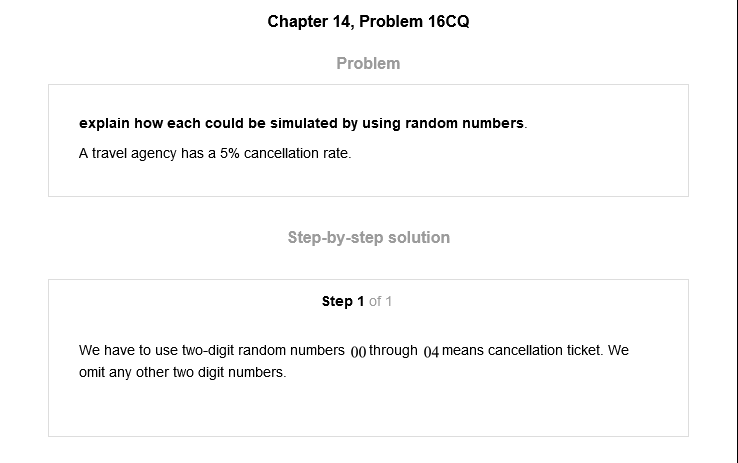 Chapter 14, Problem 16CQ
Problem
explain how each could be simulated by using random numbers.
A travel agency has a 5% cancellation rate.
Step-by-step solution
Step 1 of 1
We have to use two-digit random numbers 00 through 04 means cancellation ticket. We
omit any other two digit numbers.